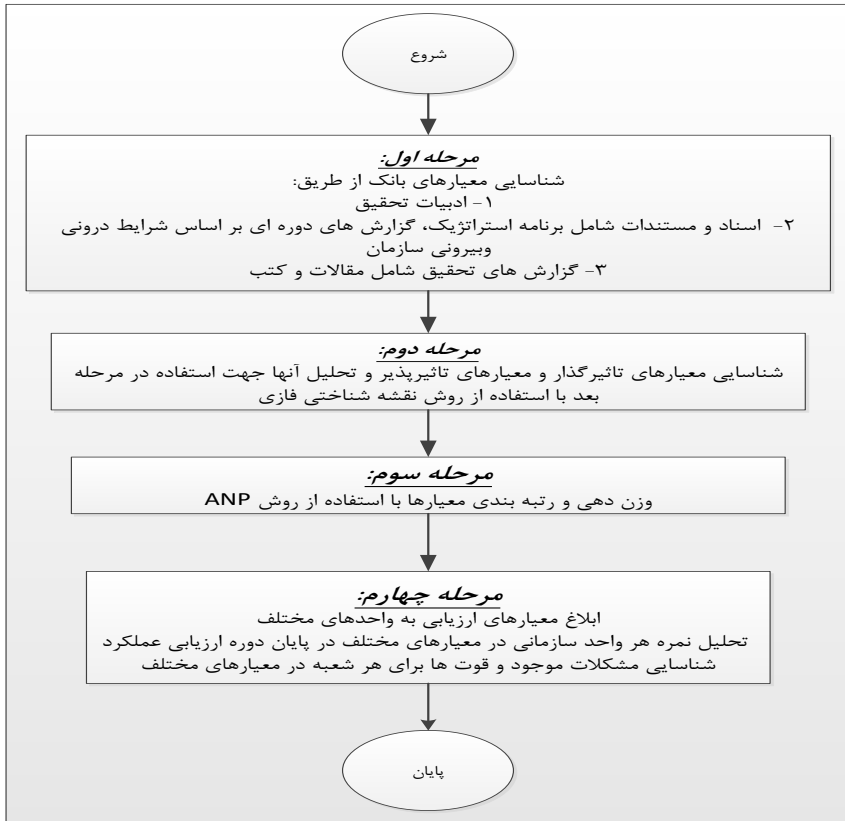 شروع
مرحله اول:
شناسایی معیارهای بانک از طریق:
۱- ادبیات تحقیق
۲- اسناد و مستندات شامل برنامه استراتژیک، گزارش های دوره ای بر اساس شرایط درونی
وبیرونی سازمان
۳- گزارش های تحقیق شامل مقالات و کتب
مرحله دوم:
شناسایی معیارهای تاثیرگذار و معیارهای تاثیرپذیر و تحلیل آنها جهت استفاده در مرحله
بعد با استفاده از روش نقشه شناختی فازی
مرحله سوم:
وزن دهی و رتبه بندی معیارها با استفاده از روش ANP
مرحله چهارم:
ابلاغ معیارهای ارزیابی به واحدهای مختلف
تحلیل نمره هر واحد سازمانی در معیارهای مختلف در پایان دوره ارزیابی عملکرد
شناسایی مشکلات موجود و قوت ها برای هر شعبه در معیارهای مختلف
پایان